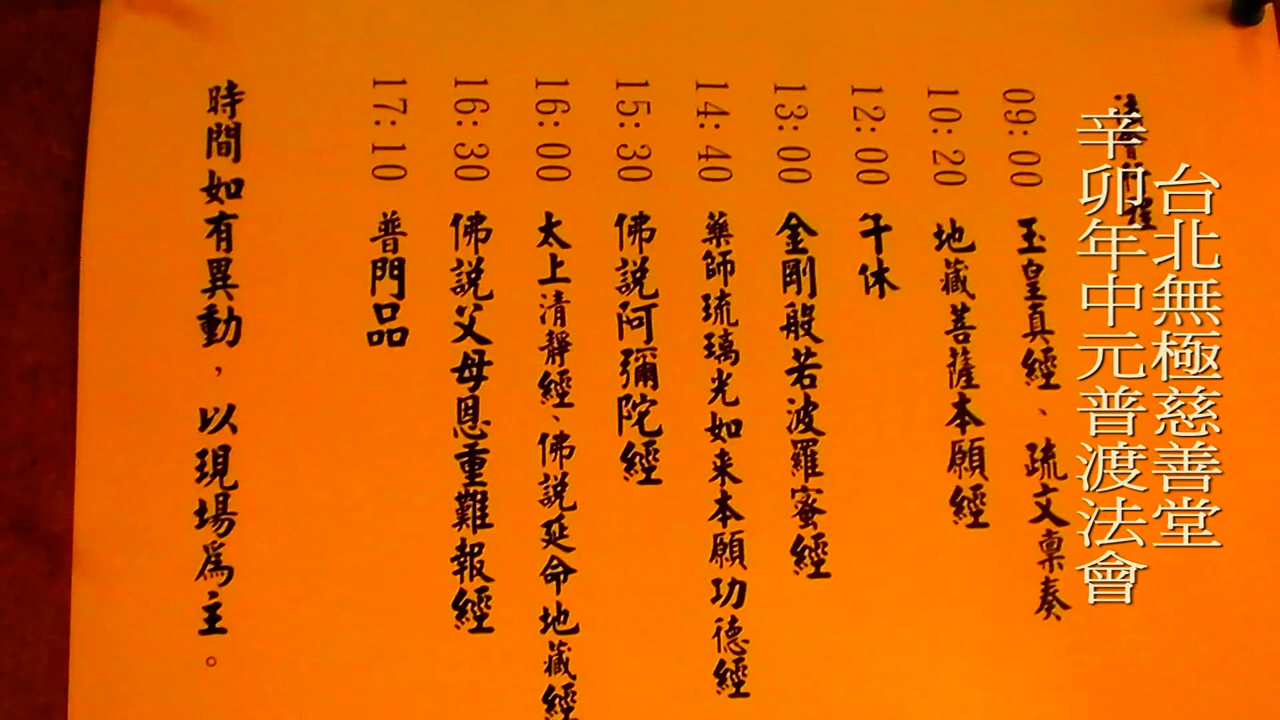 台北無極慈善堂
辛卯年中元普渡法會
09:00 玉皇真經、疏文稟奏
10:20 地藏菩薩本願經
12:00 午休
13:00 金剛般若波羅蜜經
14:40 藥師琉璃光如來本願功德經
15:30 佛說阿彌陀經
16:00 太上清靜經、佛說延命地藏經
16:30 佛說父母恩重難報經
17:10 普門品
時間如有異動，以現場為主。